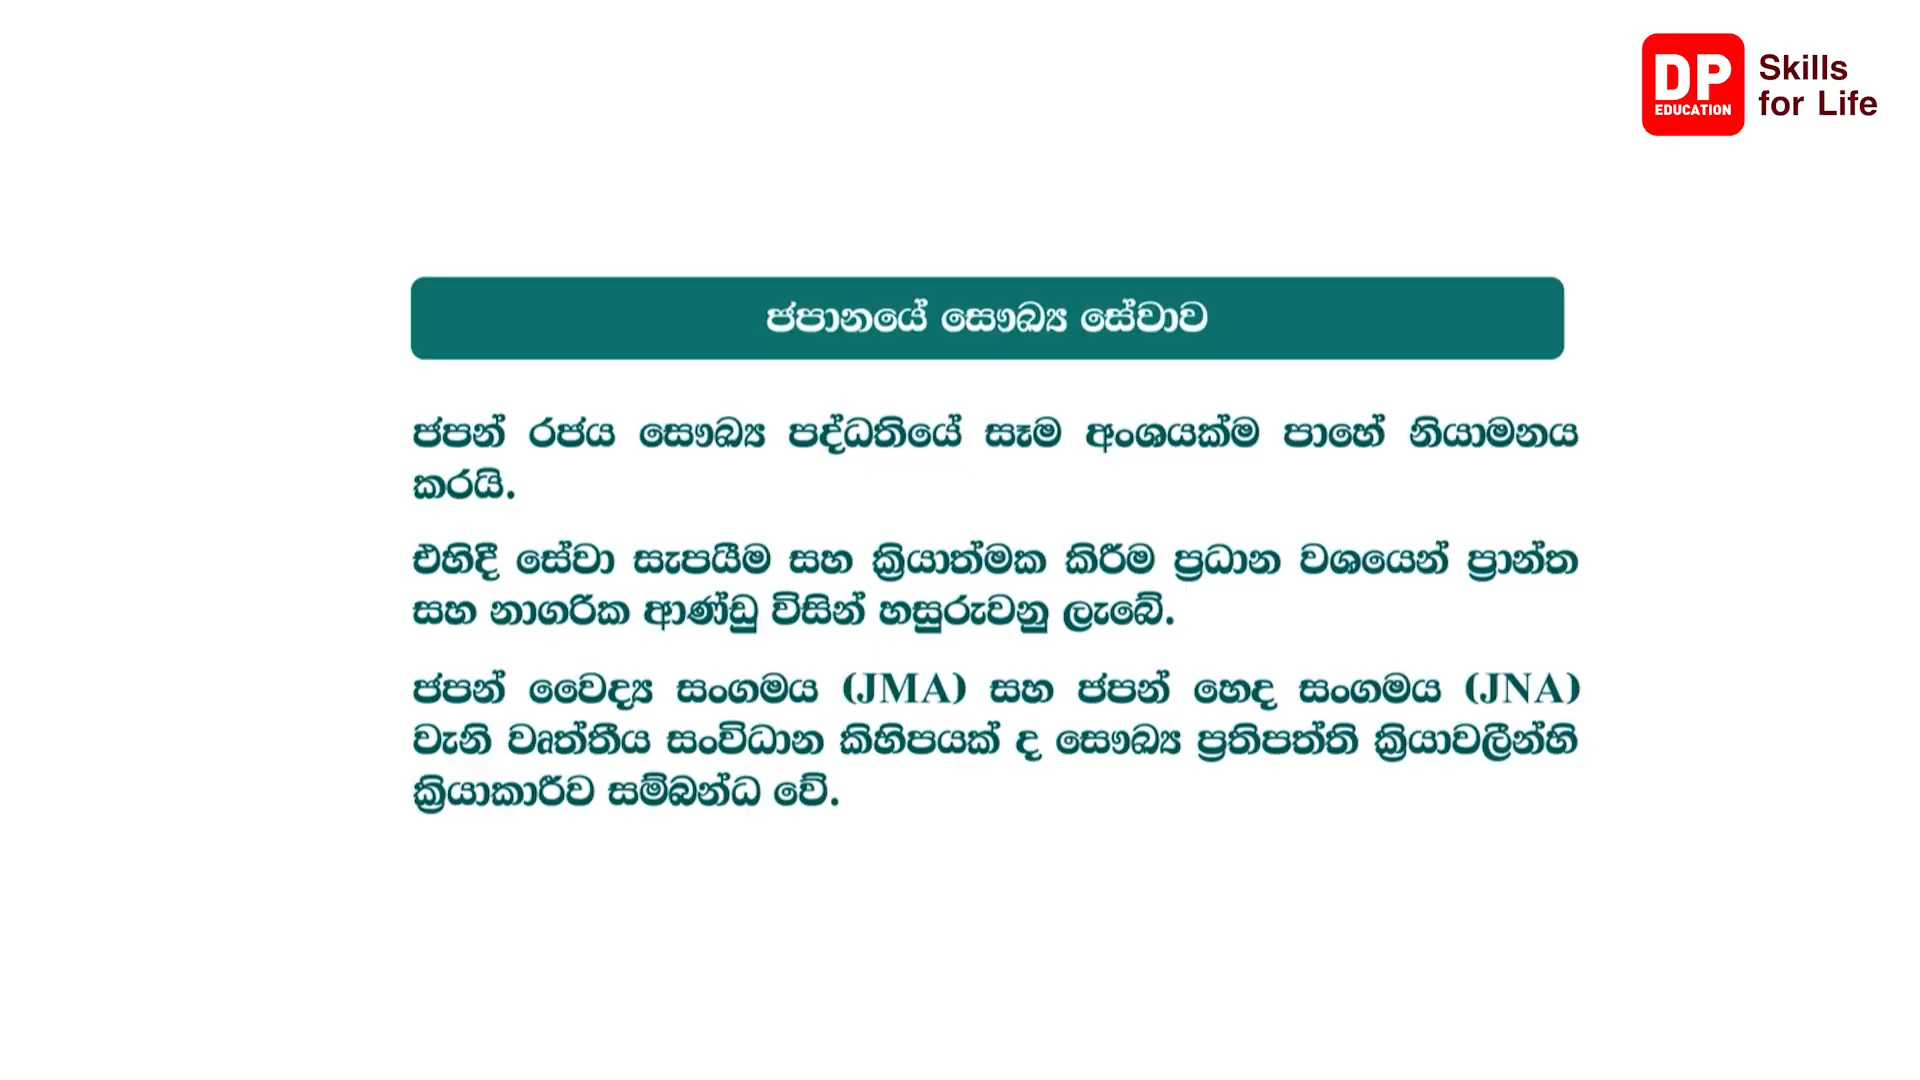 DP
EDUCATION
Skills
for Life
ජපානයේ සෞඛ්‍ය සේවාව
ජපන් රජය සෞඛ්‍ය පද්ධතියේ සෑම අංශයක්ම පාහේ නියාමනය
කරයි.
එහිදී සේවා සැපයීම සහ ක්‍රියාත්මක කිරීම ප්‍රධාන වශයෙන් ප්‍රාන්ත
සහ නාගරික ආණ්ඩු විසින් හසුරුවනු ලැබේ.
ජපන් වෛද්‍ය සංගමය (JMA) සහ ජපන් හෙද සංගමය (JNA)
වැනි වෘත්තීය සංවිධාන කිහිපයක් ද සෞඛ්‍ය ප්‍රතිපත්ති ක්‍රියාවලීන්හි
ක්‍රියාකාරීව සම්බන්ධ වේ.